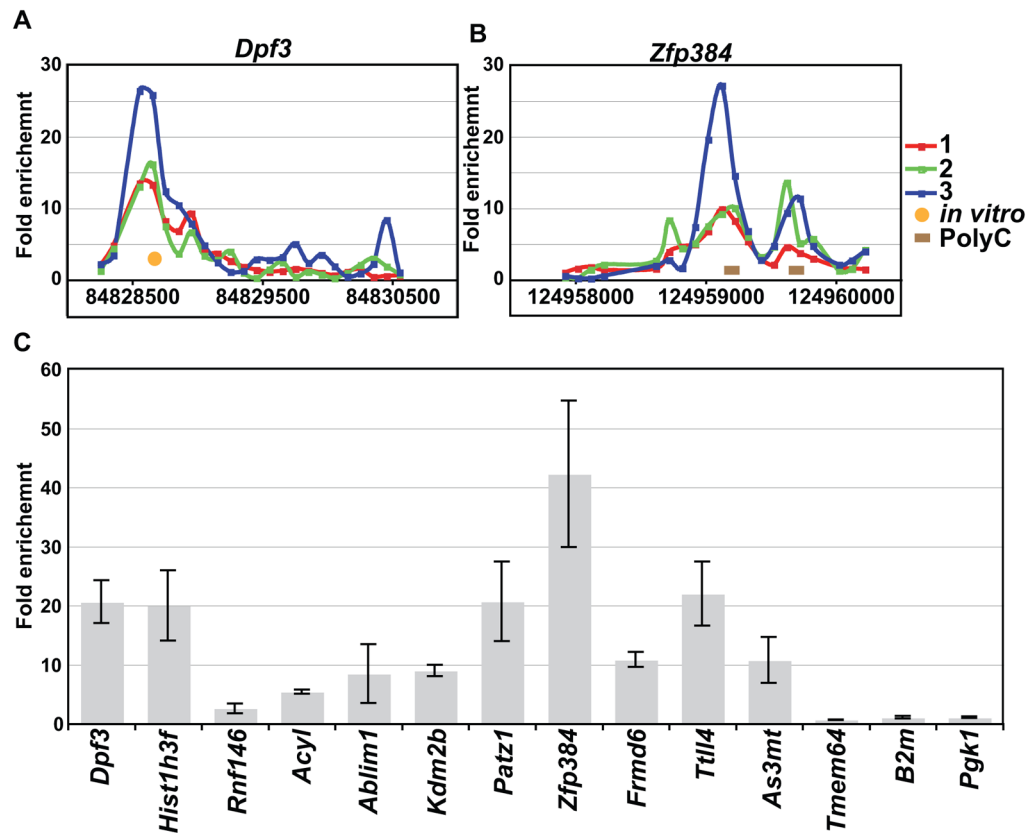 A
Dpf3
Fold enrichemnt
30
20
10
0
84828500 84829500 84830500
B
Zfp384
Fold enrichemnt
30
20
10
0
124958000 124959000 124960000
1
2
3
in vitro
PolyC
C
Fold enrichemnt
60
50
40
30
20
10
0
Dpf3
Hist1h3f
Rnf146
Acyl
Ablim1
Kdm2b
Patz1
Zfp384
Frmd6
Ttll4
As3mt
Tmem64
B2m
Pgk1